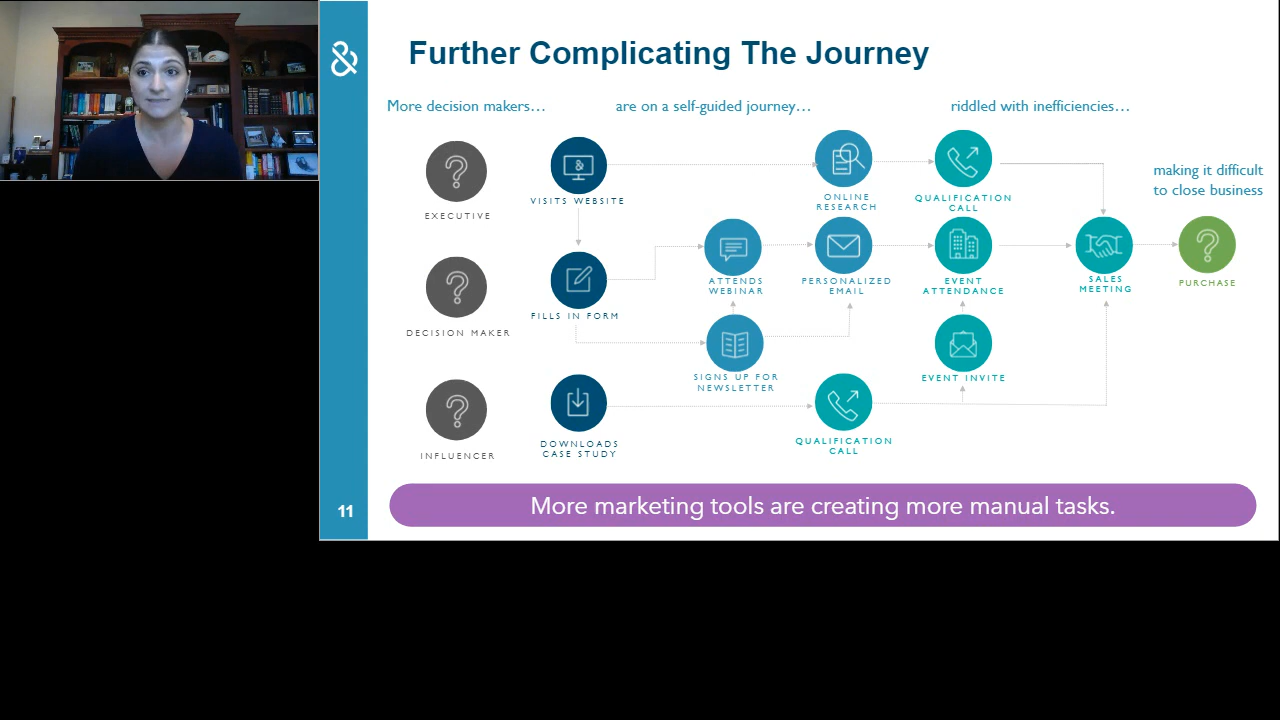 &
Further Complicating The Journey
More decision makers…
are on a self-guided journey…
riddled with inefficiencies…
making it difficult
to close business
EXECUTIVE
VISITS WEBSITE
ONLINE
RESEARCH
QUALIFICATION
CALL
DECISION MAKER
FILLS IN FORM
ATTENDS
WEBINAR
PERSONALIZED
EMAIL
EVENT
ATTENDANCE
SALES
MEETING
PURCHASE
SIGNS UP FOR
NEWSLETTER
EVENT INVITE
INFLUENCER
DOWNLOADS
CASE STUDY
QUALIFICATION
CALL
More marketing tools are creating more manual tasks.
11